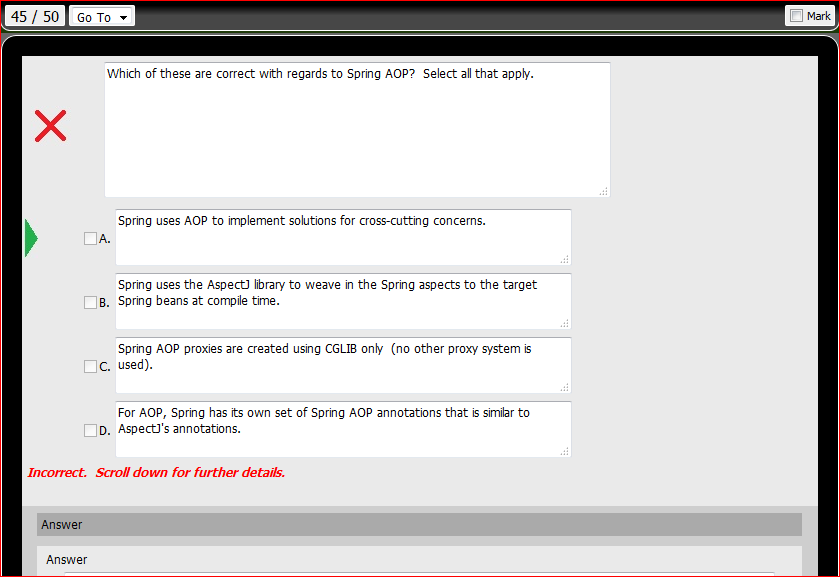 45 / 50 Go To Mark
Which of these are correct with regards to Spring AOP?  Select all that apply.
A. Spring uses AOP to implement solutions for cross-cutting concerns.
B. Spring uses the AspectJ library to weave in the Spring aspects to the target
Spring beans at compile time.
C. Spring AOP proxies are created using CGLIB only  (no other proxy system is
used).
D. For AOP, Spring has its own set of Spring AOP annotations that is similar to
AspectJ's annotations.
Incorrect.  Scroll down for further details.
Answer
Answer